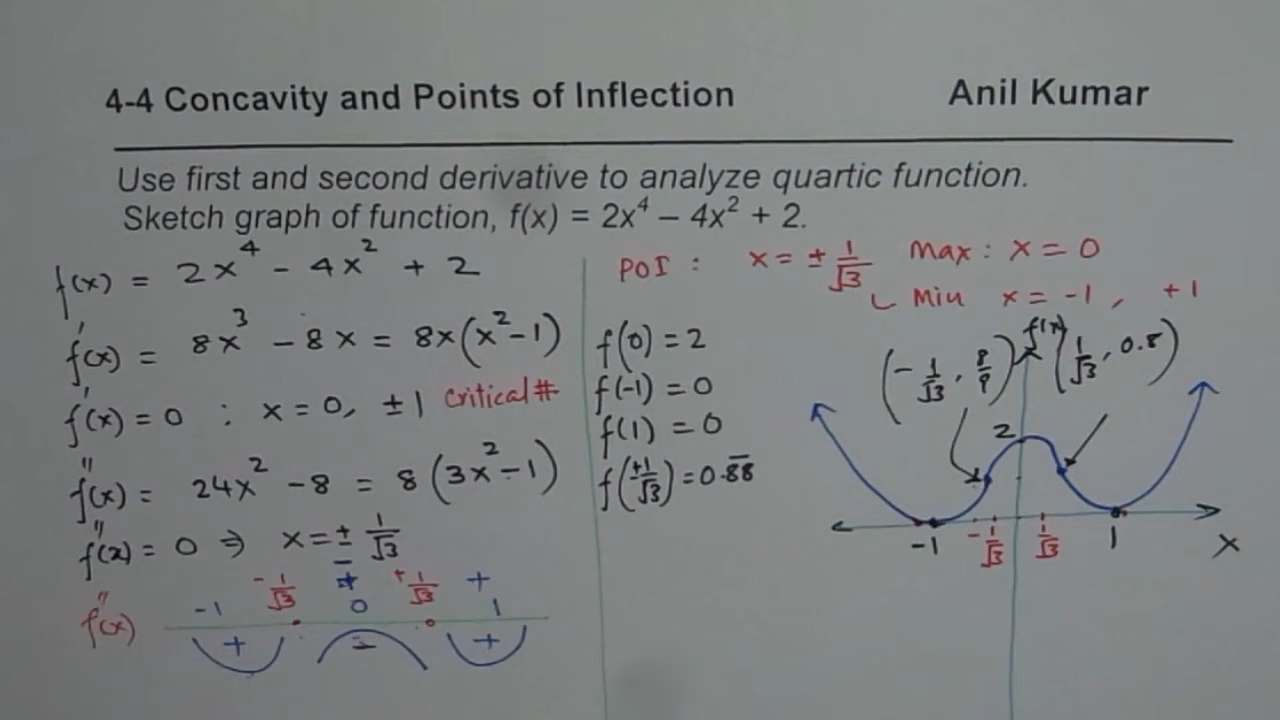 4-4 Concavity and Points of Inflection Anil Kumar
Use first and second derivative to analyze quartic function.
Sketch graph of function, f(x) = 2x⁴ – 4x² + 2.
f(x) = 2x⁴ - 4x² + 2
f'(x) = 8x³ - 8x = 8x(x²-1)
f'(x) = 0 : x = 0, ±1 critical #
f''(x) = 24x² - 8 = 8(3x²-1)
f''(x) = 0 ⇒ x = ± 1/√3
-1 -1/√3 + 0 +1/√3 + 1
f''(x)
+ - +
POI : x = ± 1/√3 Max : x = 0
Min x = -1, +1
f(0) = 2
f(-1) = 0
f(1) = 0
f(±1/√3) = 0.88̅
f(x)
(-1/√3, 8/9) (1/√3, 0.8)
2
-1 -1/√3 1/√3 1 x